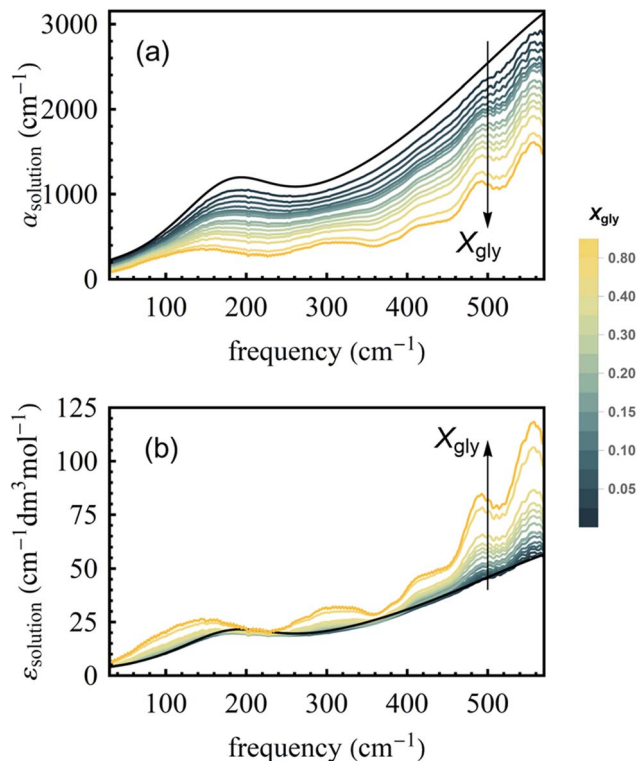 (a)
α_solution (cm⁻¹)
3000
2000
1000
0
X_gly
100 200 300 400 500
frequency (cm⁻¹)
(b)
ε_solution (cm⁻¹dm³mol⁻¹)
125
100
75
50
25
0
X_gly
100 200 300 400 500
frequency (cm⁻¹)
x_gly
0.80
0.40
0.20
0.15
0.10
0.05